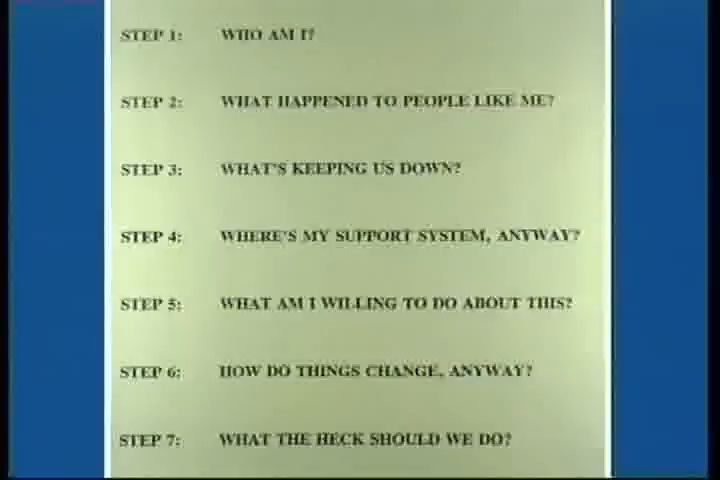 STEP 1: WHO AM I?
STEP 2: WHAT HAPPENED TO PEOPLE LIKE ME?
STEP 3: WHAT'S KEEPING US DOWN?
STEP 4: WHERE'S MY SUPPORT SYSTEM, ANYWAY?
STEP 5: WHAT AM I WILLING TO DO ABOUT THIS?
STEP 6: HOW DO THINGS CHANGE, ANYWAY?
STEP 7: WHAT THE HECK SHOULD WE DO?